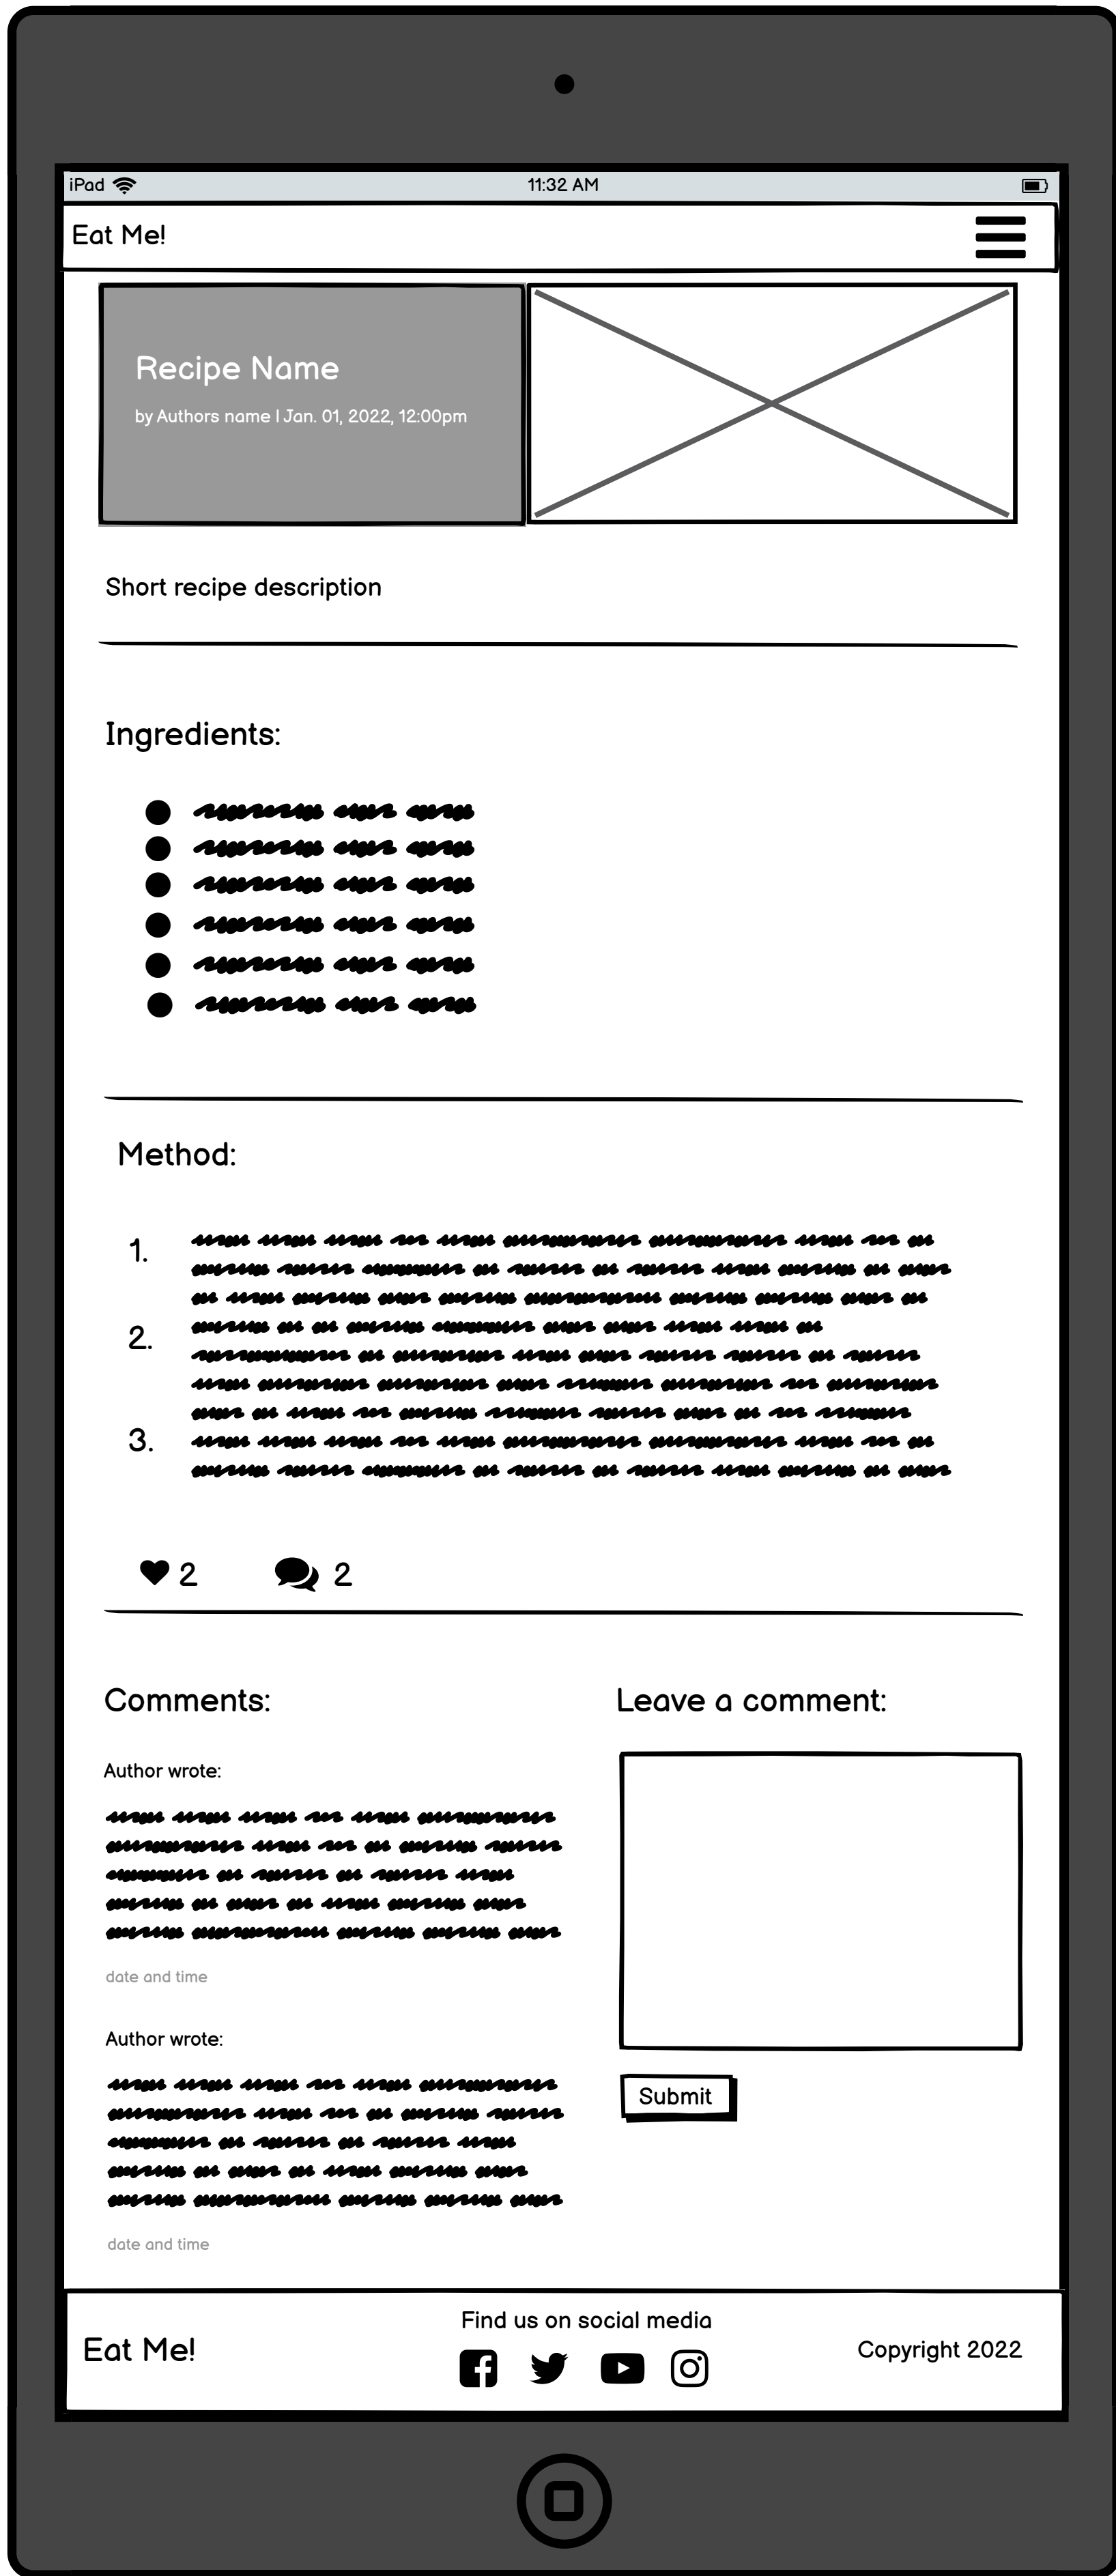 iPad 11:32 AM
Eat Me!
Recipe Name
by Authors name | Jan. 01, 2022, 12:00pm
Short recipe description
Ingredients:
Method:
1.
2.
3.
2 2
Comments:
Author wrote:
date and time
Author wrote:
date and time
Leave a comment:
Submit
Eat Me!
Find us on social media
Copyright 2022